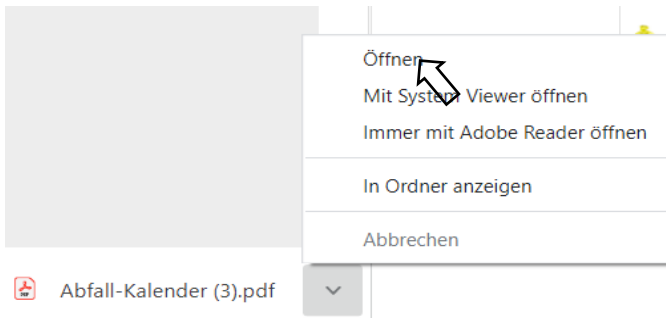 Öffnen
Mit System Viewer öffnen
Immer mit Adobe Reader öffnen
In Ordner anzeigen
Abbrechen
Abfall-Kalender (3).pdf